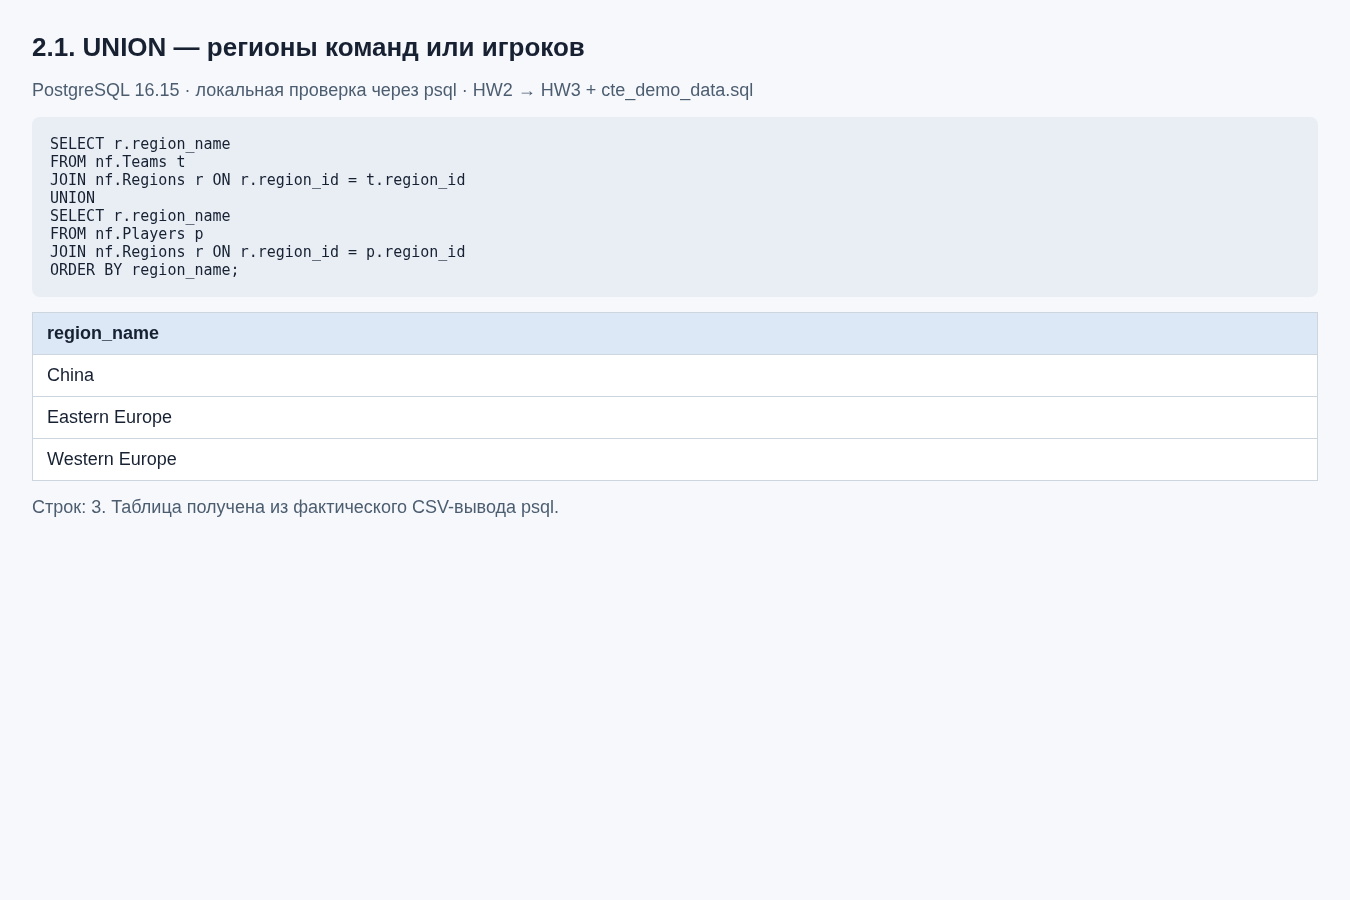 2.1. UNION — регионы команд или игроков
PostgreSQL 16.15 · локальная проверка через psql · HW2 → HW3 + cte_demo_data.sql
SELECT r.region_name
FROM nf.Teams t
JOIN nf.Regions r ON r.region_id = t.region_id
UNION
SELECT r.region_name
FROM nf.Players p
JOIN nf.Regions r ON r.region_id = p.region_id
ORDER BY region_name;
region_name
China
Eastern Europe
Western Europe
Строк: 3. Таблица получена из фактического CSV-вывода psql.